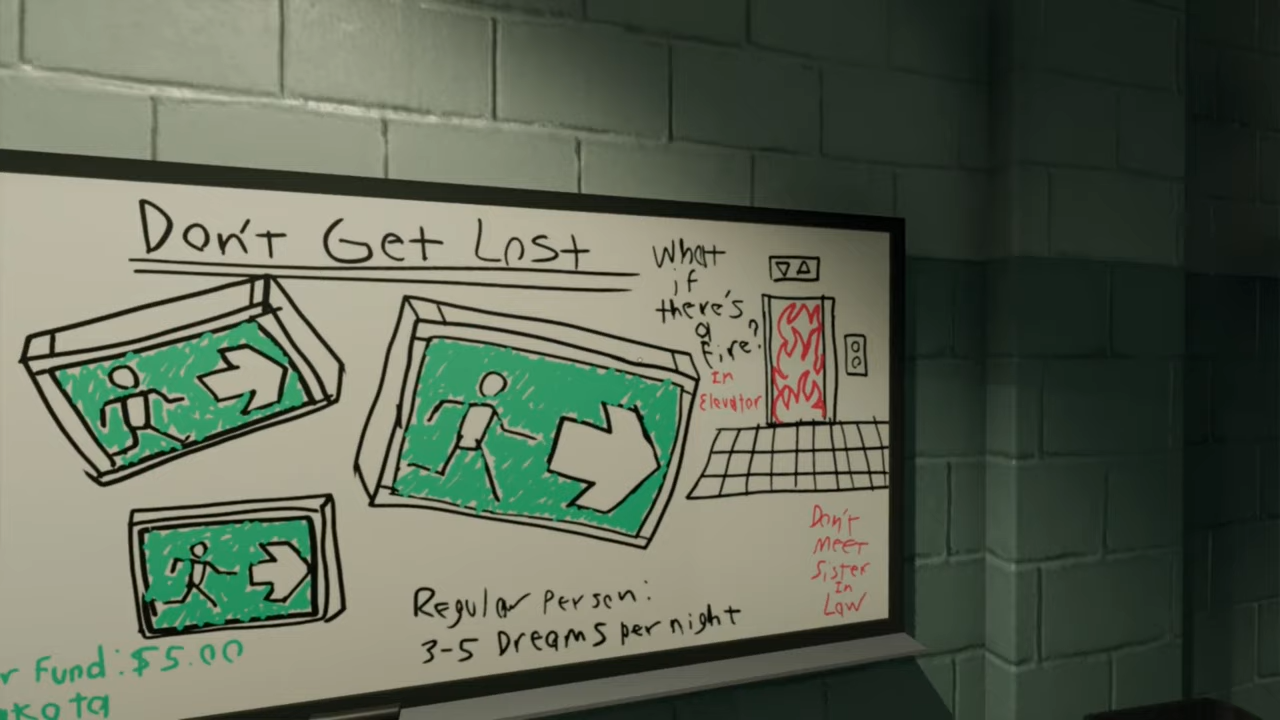 Don't Get Lost
What
if
there's
a
fire?
In
Elevator
Don't
Meet
Sister
In
Law
Regular person:
3-5 Dreams per night
Fund: $5.00